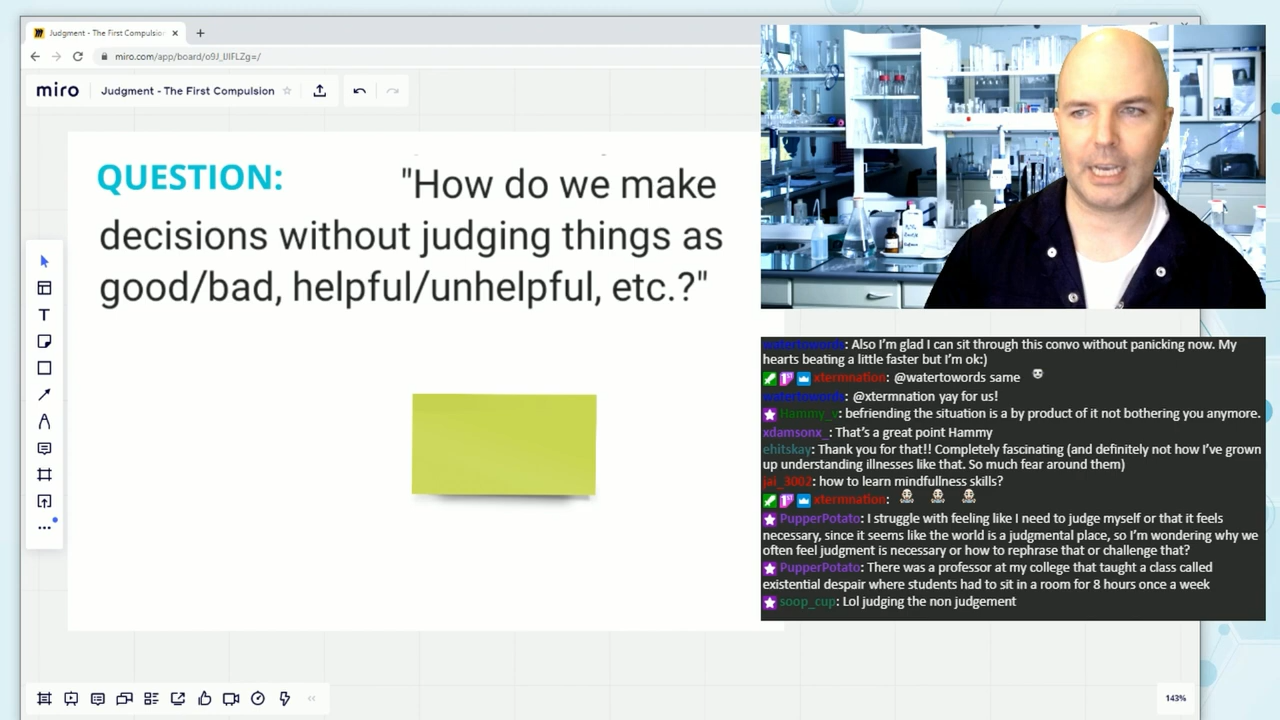 Judgment - The First Compulsion
miro.com/app/board/o9J_lJIFLZg=/
miro
Judgment - The First Compulsion
QUESTION: "How do we make
decisions without judging things as
good/bad, helpful/unhelpful, etc.?"
T
watertowords: Also I'm glad I can sit through this convo without panicking now. My
hearts beating a little faster but I'm ok:)
1ST xtermnation: @watertowords same
watertowords: @xtermnation yay for us!
Hammy_v: befriending the situation is a by product of it not bothering you anymore.
xdamsonx_: That's a great point Hammy
ehitskay: Thank you for that!! Completely fascinating (and definitely not how I've grown
up understanding illnesses like that. So much fear around them)
jai_3002: how to learn mindfullness skills?
1ST xtermnation:
PupperPotato: I struggle with feeling like I need to judge myself or that it feels
necessary, since it seems like the world is a judgmental place, so I'm wondering why we
often feel judgment is necessary or how to rephrase that or challenge that?
PupperPotato: There was a professor at my college that taught a class called
existential despair where students had to sit in a room for 8 hours once a week
soop_cup: Lol judging the non judgement
143%